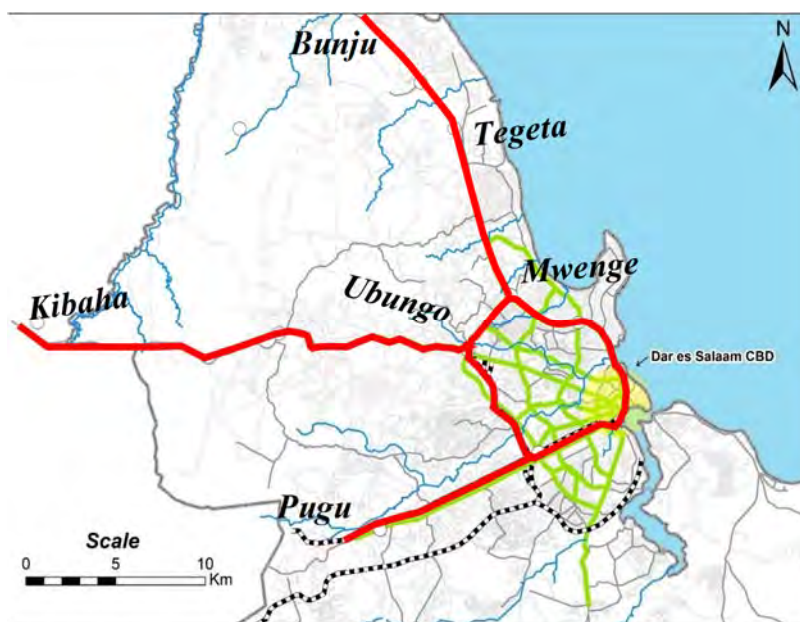 Bunju
N
Tegeta
Mwenge
Ubungo
Kibaha
Dar es Salaam CBD
Pugu
Scale
0 5 10
Km